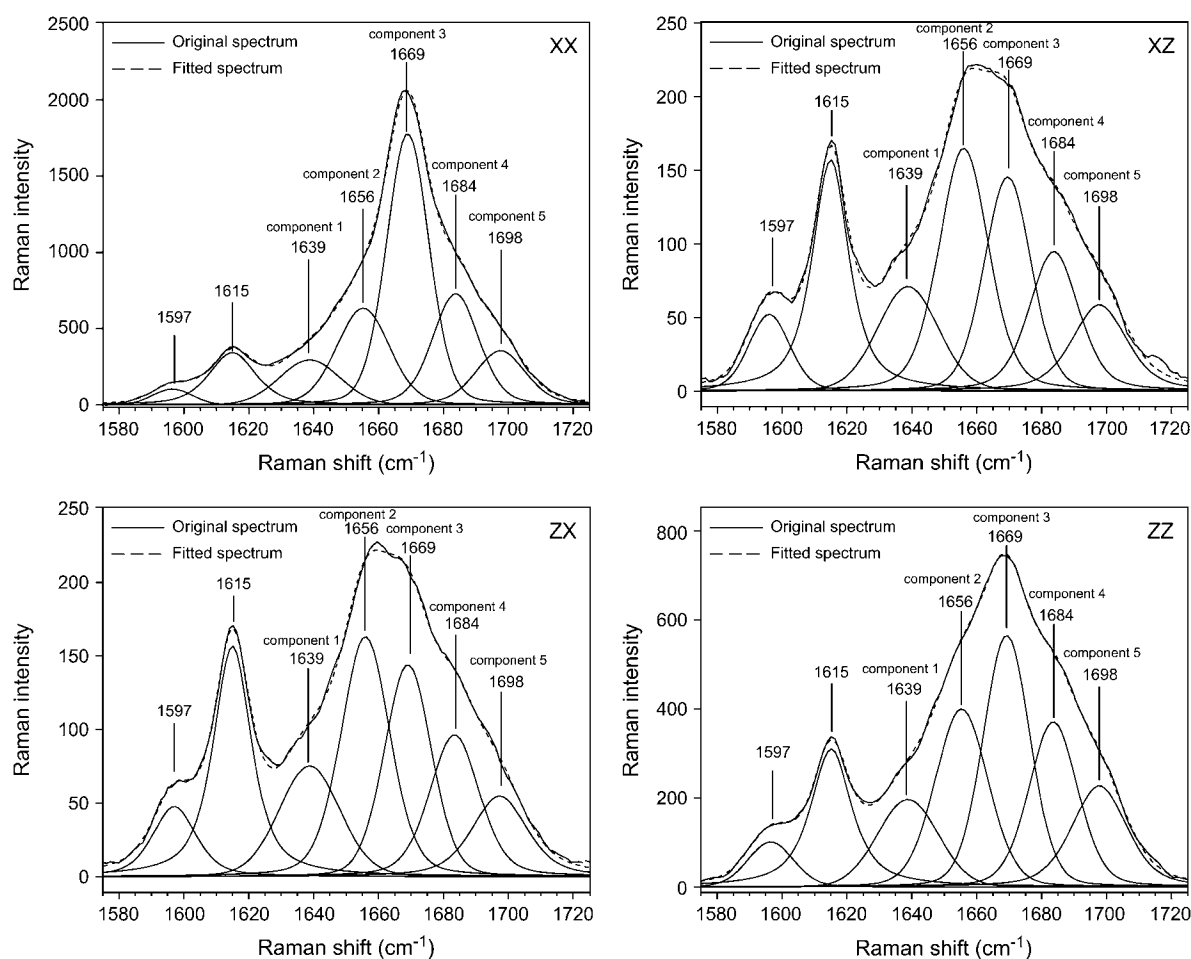 2500
Original spectrum
Fitted spectrum
component 3
1669
XX
2000
1500
1000
500
0
Raman intensity
1597
1615
component 1
1639
component 2
1656
component 4
1684
component 5
1698
1580 1600 1620 1640 1660 1680 1700 1720
Raman shift (cm-1)
250
Original spectrum
Fitted spectrum
component 2
1656
component 3
1669
XZ
200
150
100
50
0
Raman intensity
1597
1615
component 1
1639
component 4
1684
component 5
1698
1580 1600 1620 1640 1660 1680 1700 1720
Raman shift (cm-1)
250
Original spectrum
Fitted spectrum
component 2
1656
component 3
1669
ZX
200
150
100
50
0
Raman intensity
1597
1615
component 1
1639
component 4
1684
component 5
1698
1580 1600 1620 1640 1660 1680 1700 1720
Raman shift (cm-1)
800
Original spectrum
Fitted spectrum
component 3
1669
ZZ
600
400
200
0
Raman intensity
1597
1615
component 1
1639
component 2
1656
component 4
1684
component 5
1698
1580 1600 1620 1640 1660 1680 1700 1720
Raman shift (cm-1)